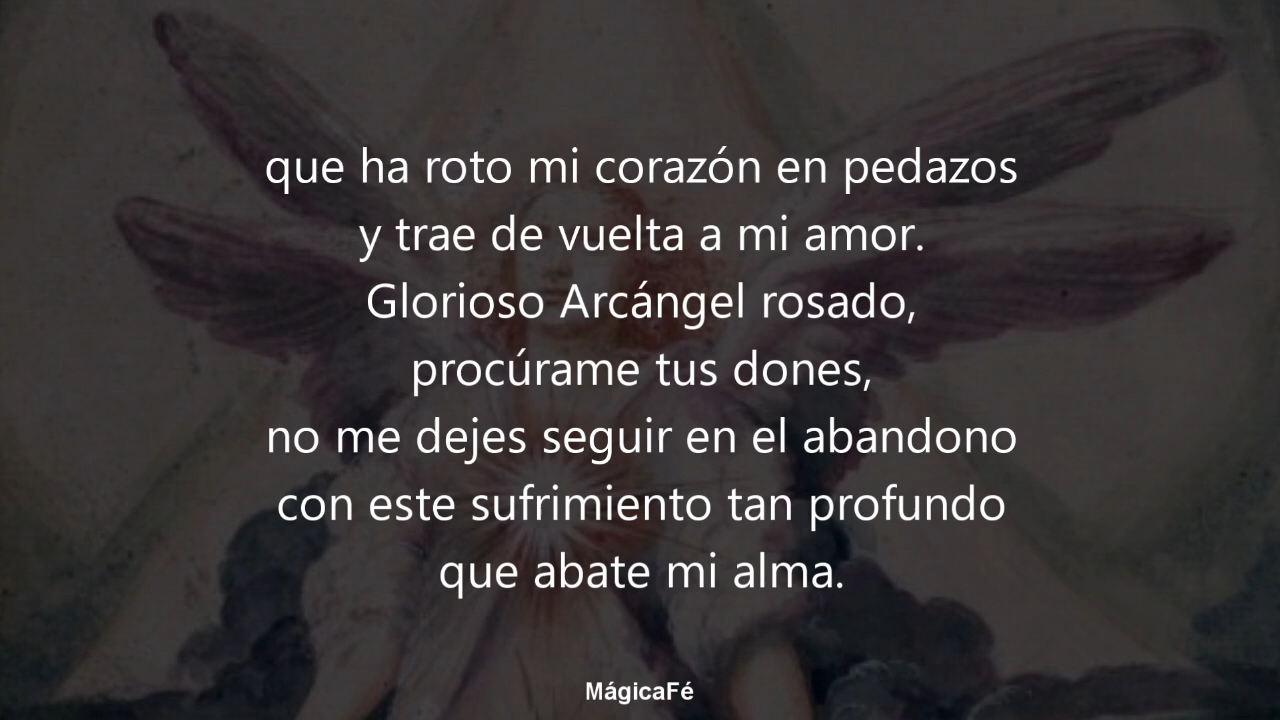 que ha roto mi corazón en pedazos
y trae de vuelta a mi amor.
Glorioso Arcángel rosado,
procúrame tus dones,
no me dejes seguir en el abandono
con este sufrimiento tan profundo
que abate mi alma.
MágicaFé